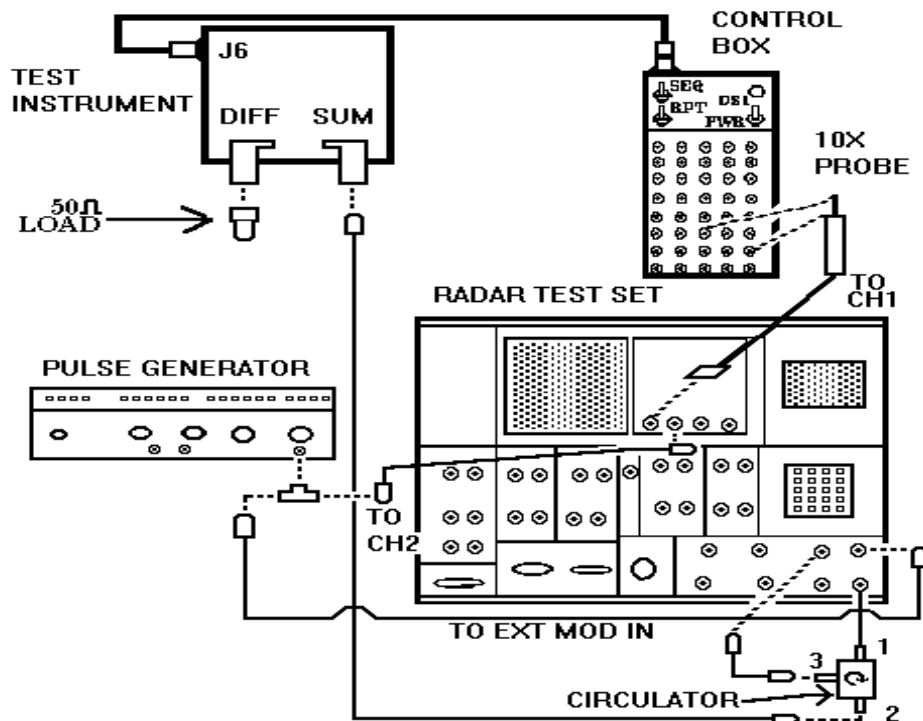 CONTROL
BOX
J6
TEST
INSTRUMENT
DIFF SUM
SEQ
DSI
RPT
PWR
10X
PROBE
50Ω
LOAD
TO
CH1
RADAR TEST SET
PULSE GENERATOR
TO
CH2
TO EXT MOD IN
1
3
CIRCULATOR
2